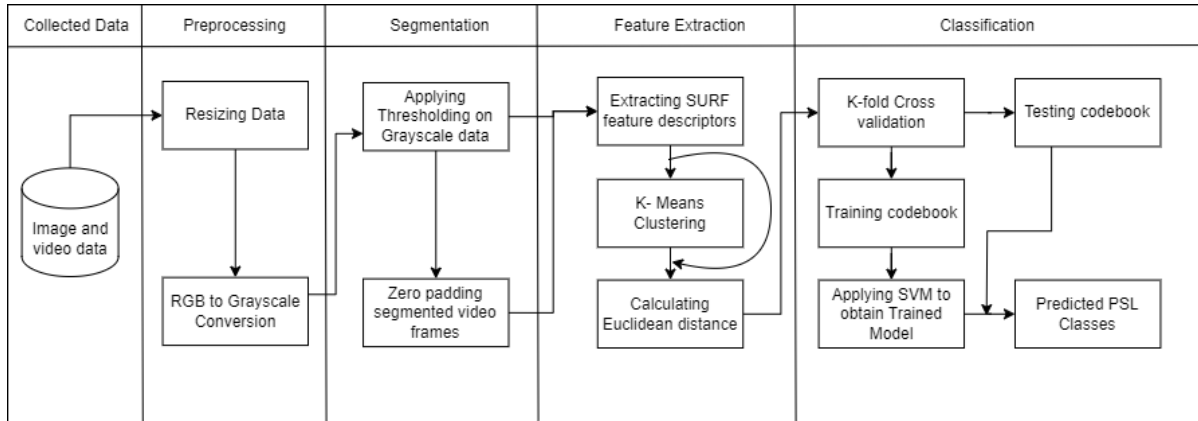 Collected Data
Preprocessing
Segmentation
Feature Extraction
Classification
Image and
video data
Resizing Data
RGB to Grayscale
Conversion
Applying
Thresholding on
Grayscale data
Zero padding
segmented video
frames
Extracting SURF
feature descriptors
K- Means
Clustering
Calculating
Euclidean distance
K-fold Cross
validation
Training codebook
Applying SVM to
obtain Trained
Model
Testing codebook
Predicted PSL
Classes